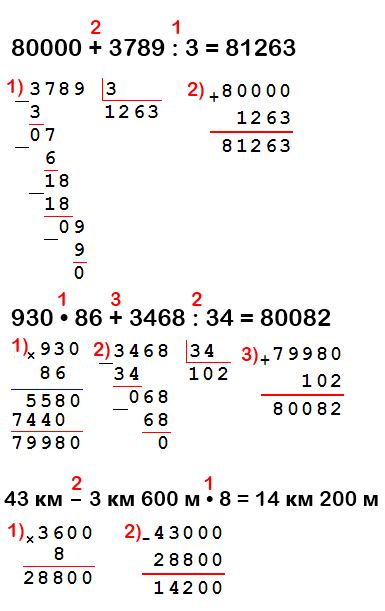 2 1
80000 + 3789 : 3 = 81263
1) 3789 3 2) + 80000
3 1263 1263
07 81263
6
18
18
09
9
0
1 3 2
930 • 86 + 3468 : 34 = 80082
1) × 930 2) 3468 34 3) + 79980
86 34 102 102
5580 068 80082
7440 68
79980 0
2 1
43 км – 3 км 600 м • 8 = 14 км 200 м
1) × 3600 2) – 43000
8 28800
28800 14200